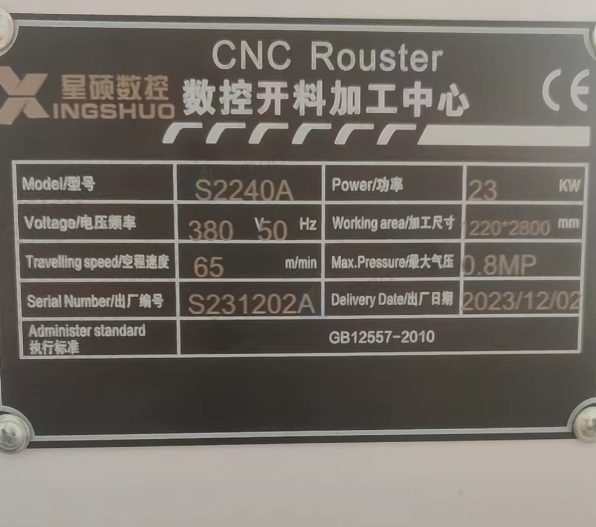 CNC Rouster
星硕数控
XINGSHUO
数控开料加工中心
CE
Model/型号 S2240A Power/功率 23 KW
Voltage/电压频率 380 V 50 Hz Working area/加工尺寸 1220*2800 mm
Travelling speed/空程速度 65 m/min Max.Pressure/最大气压 0.8MP
Serial Number/出厂编号 S231202A Delivery Date/出厂日期 2023/12/02
Administer standard
执行标准
GB12557-2010